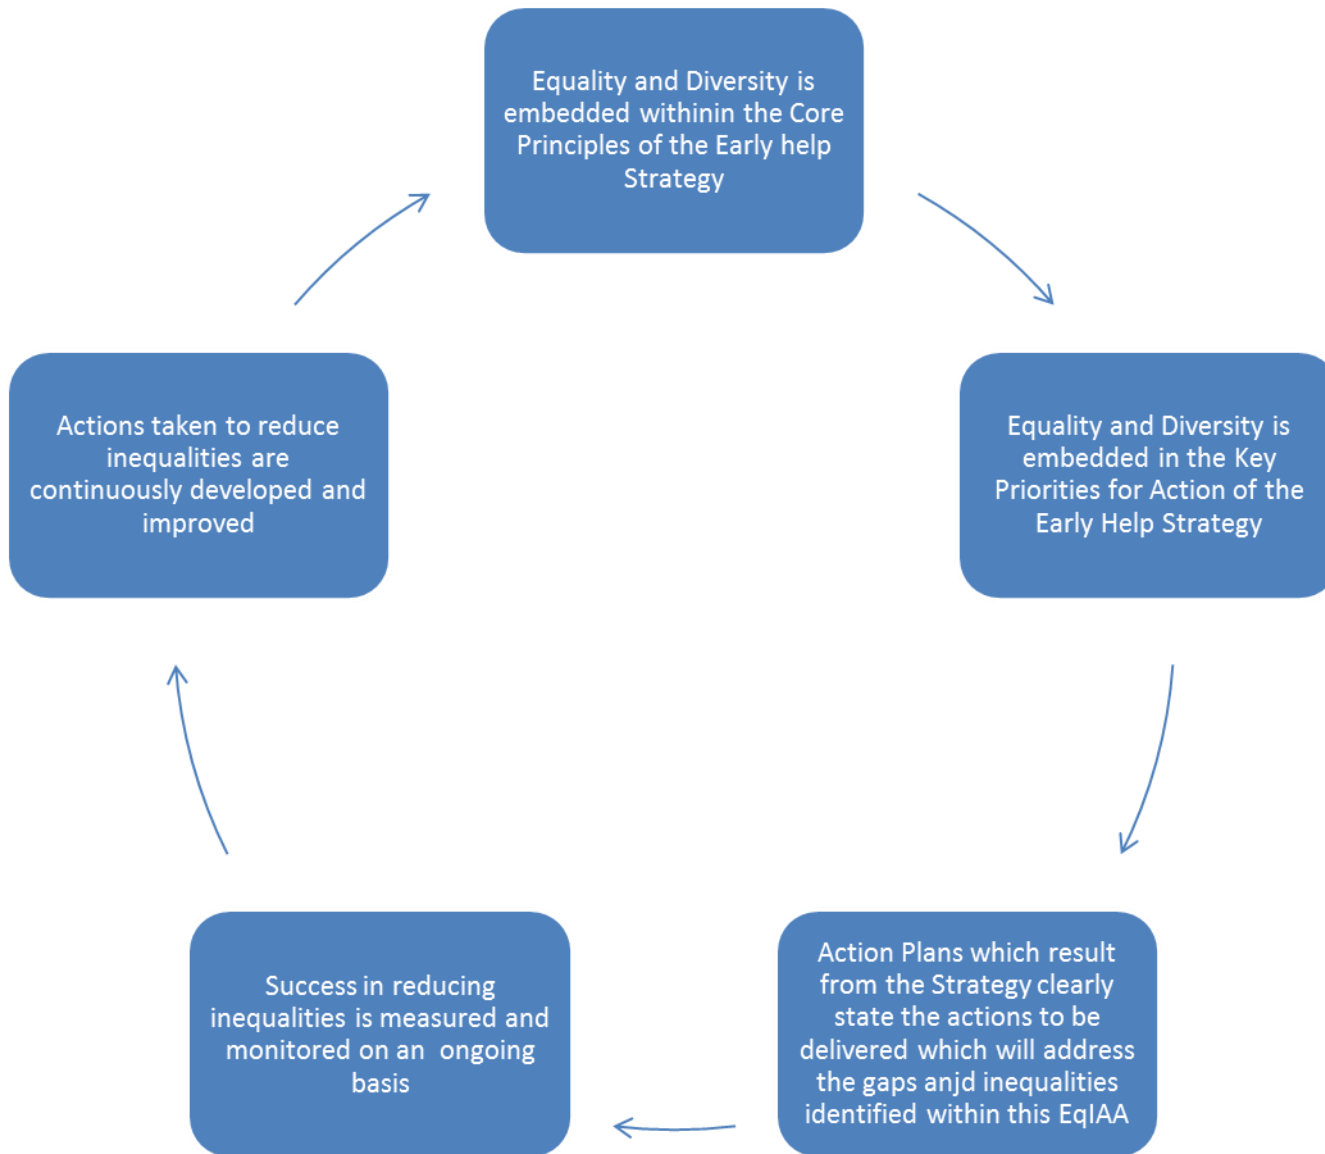 Equality and Diversity is
embedded withinin the Core
Principles of the Early help
Strategy
Equality and Diversity is
embedded in the Key
Priorities for Action of the
Early Help Strategy
Action Plans which result
from the Strategy clearly
state the actions to be
delivered which will address
the gaps anjd inequalities
identified within this EqIAA
Success in reducing
inequalities is measured and
monitored on an ongoing
basis
Actions taken to reduce
inequalities are
continuously developed and
improved